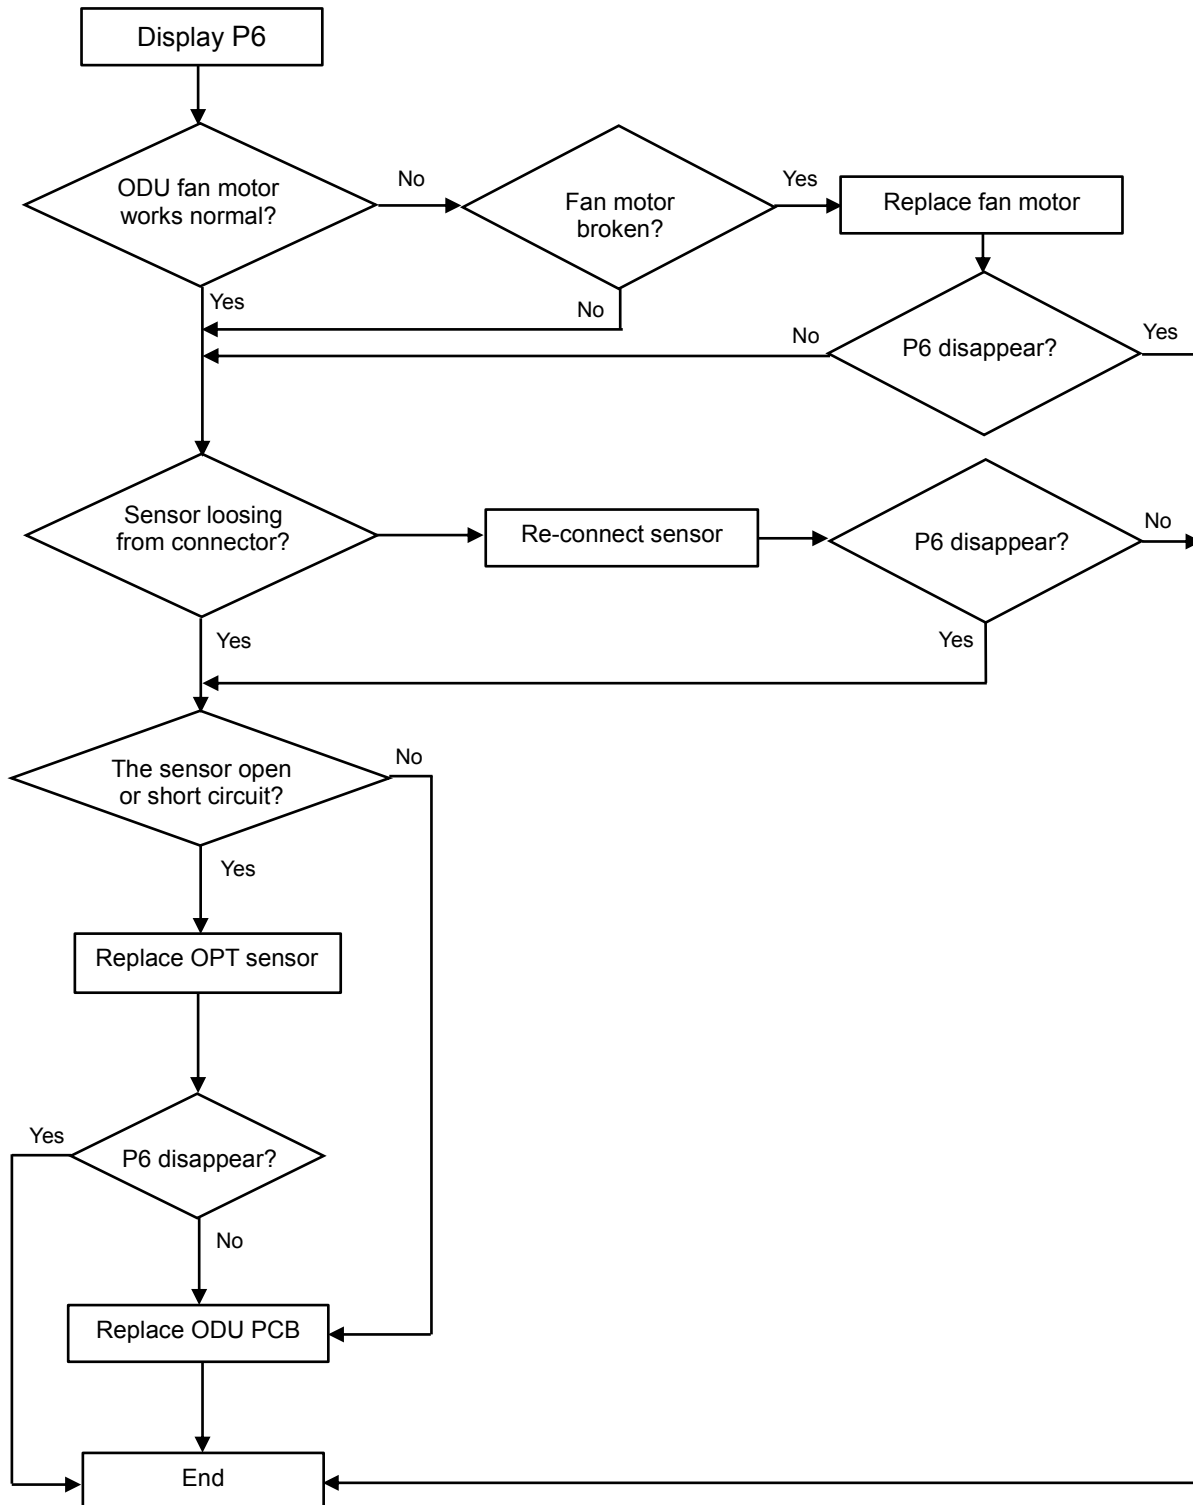 Display P6
ODU fan motor
works normal?
No
Fan motor
broken?
Yes
Replace fan motor
Yes
No
No
P6 disappear?
Yes
Sensor loosing
from connector?
Re-connect sensor
P6 disappear?
No
Yes
Yes
The sensor open
or short circuit?
No
Yes
Replace OPT sensor
Yes
P6 disappear?
No
Replace ODU PCB
End